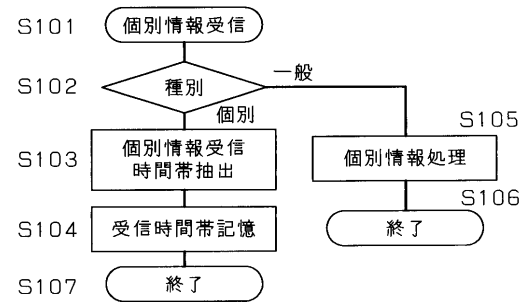 S101
個別情報受信
S102
種別
一般
個別
S103
個別情報受信
時間帯抽出
S105
個別情報処理
S104
受信時間帯記憶
S106
終了
S107
終了